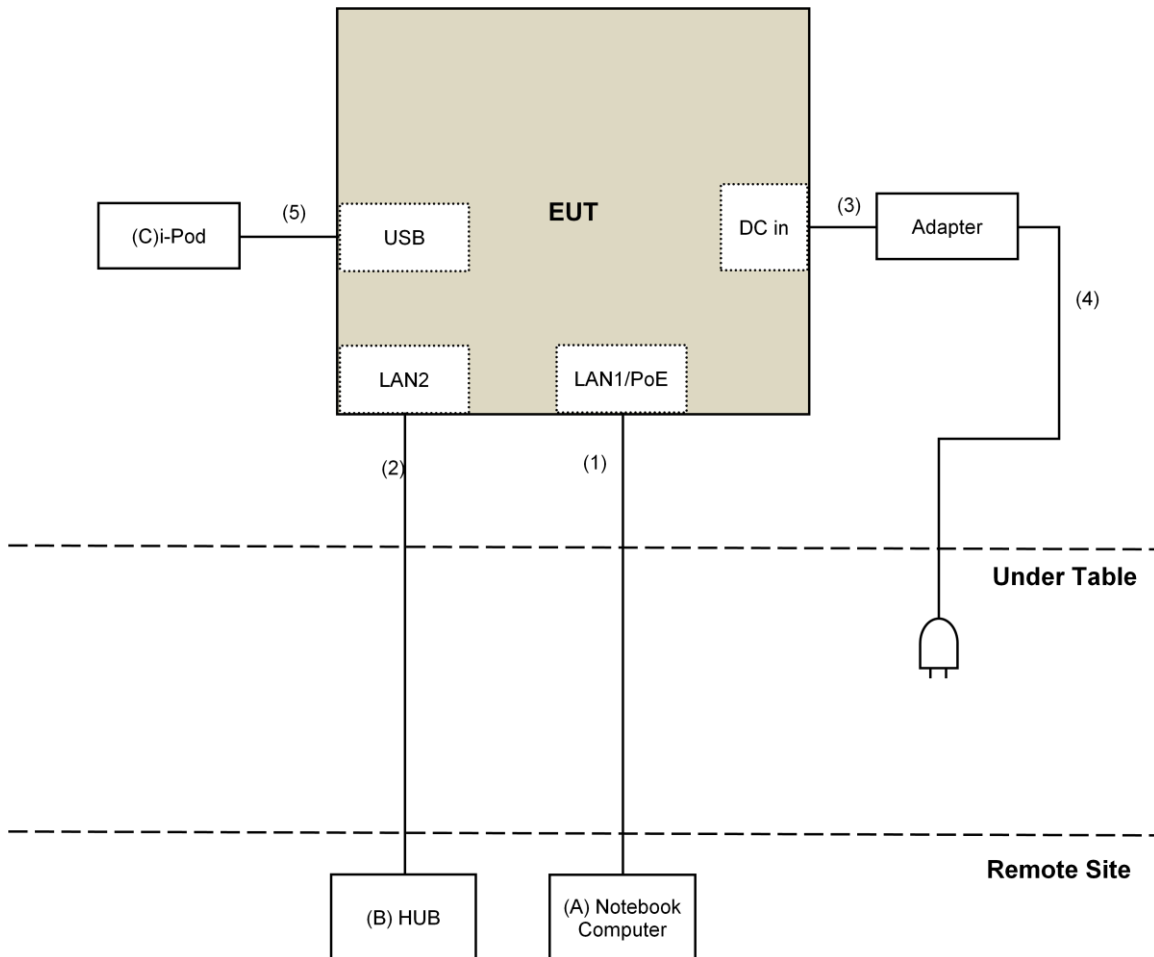 EUT
(C)i-Pod
(5)
USB
DC in
(3)
Adapter
(4)
LAN2
LAN1/PoE
(2)
(1)
Under Table
Remote Site
(B) HUB
(A) Notebook
Computer